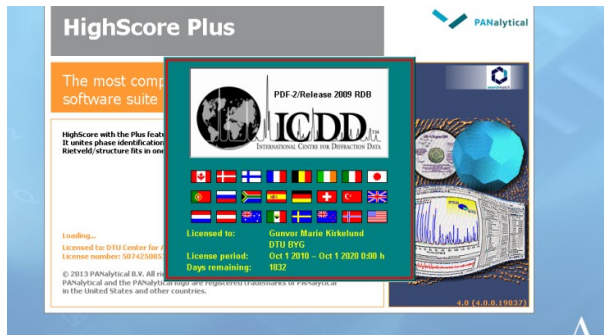 HighScore Plus
PANalytical
The most comp
software suite
searchmatch
PDF-2/Release 2009 RDB
ICDD
TM
INTERNATIONAL CENTRE FOR DIFFRACTION DATA
HighScore with the Plus featu
It unites phase identification
Rietveld/structure fits in one
Loading...
Licensed to: DTU Center for A
License number:
Licensed to: Gunvor Marie Kirkelund
DTU BYG
License period: Oct 1 2010 – Oct 1 2020 0:00 h
Days remaining: 1832
© 2013 PANalytical B.V. All ri
PANalytical and the PANalytical logo are registered trademarks of PANalytical
in the United States and other countries.
4.0 (4.0.0.19037)